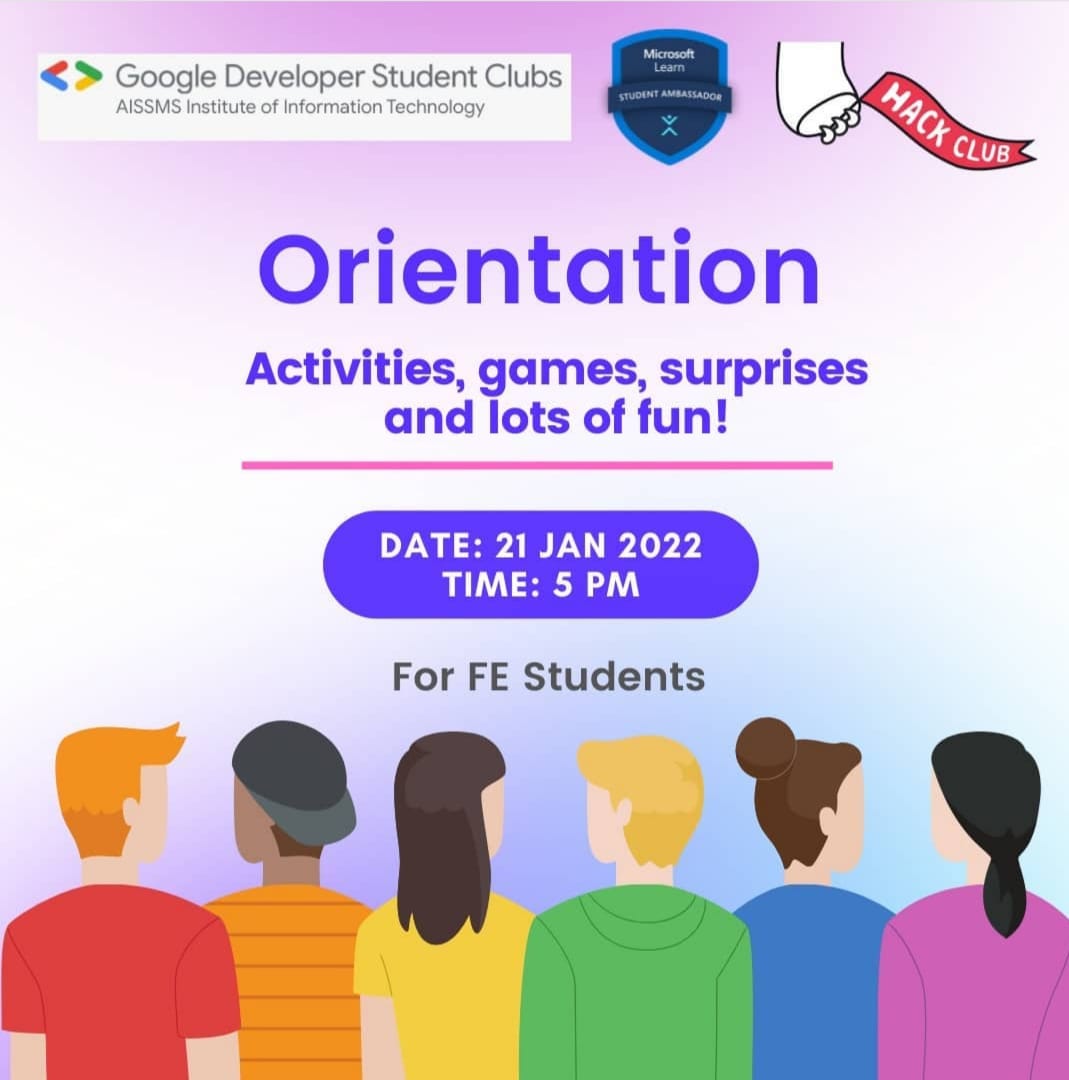 Google Developer Student Clubs
AISSMS Institute of Information Technology
Microsoft
Learn
STUDENT AMBASSADOR
HACK CLUB
Orientation
Activities, games, surprises
and lots of fun!
DATE: 21 JAN 2022
TIME: 5 PM
For FE Students